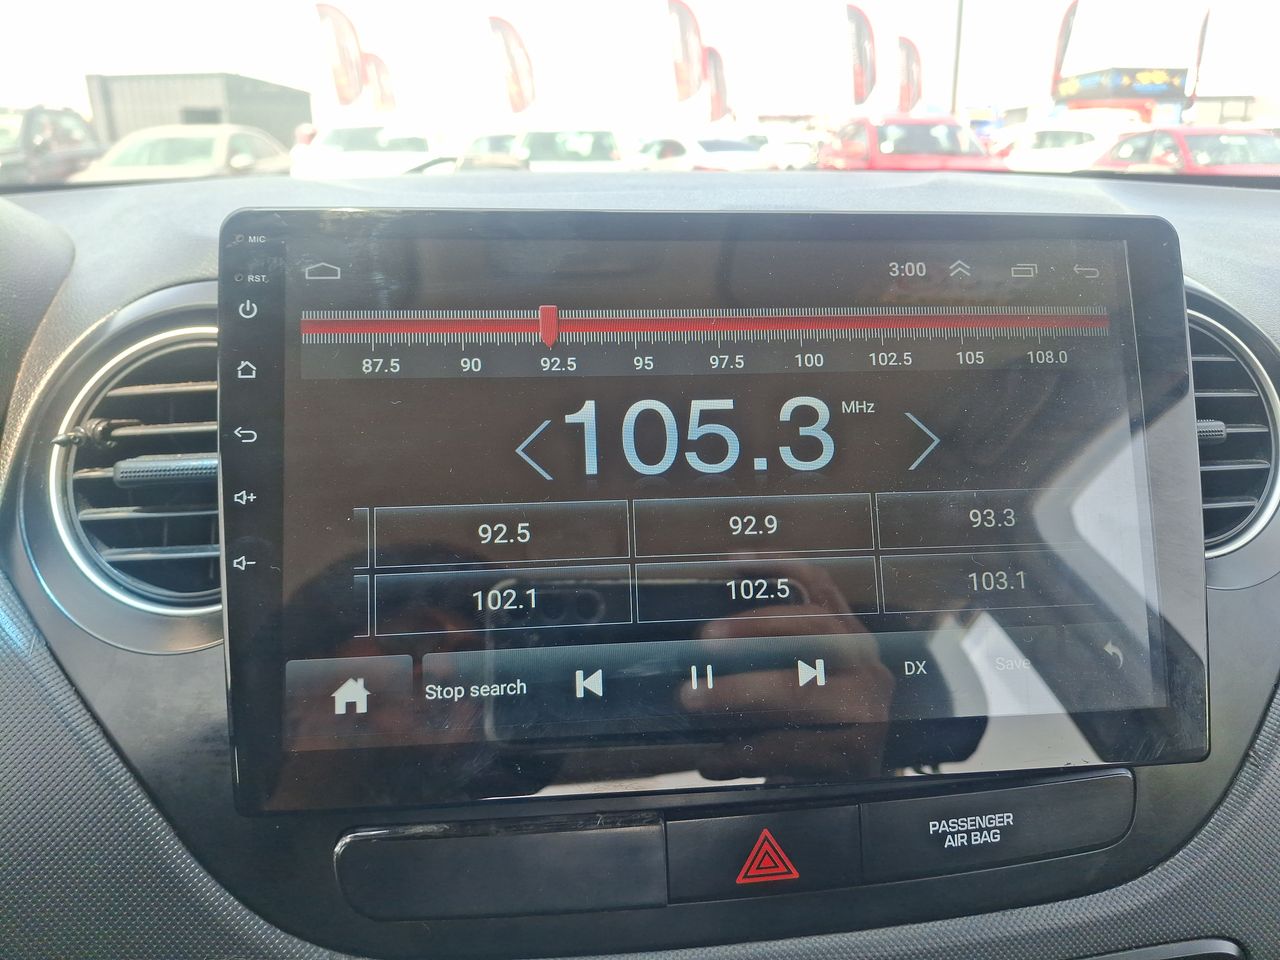 MIC
RST
3:00
87.5 90 92.5 95 97.5 100 102.5 105 108.0
105.3 MHz
92.5 92.9 93.3
102.1 102.5 103.1
Stop search DX Save
PASSENGER
AIR BAG